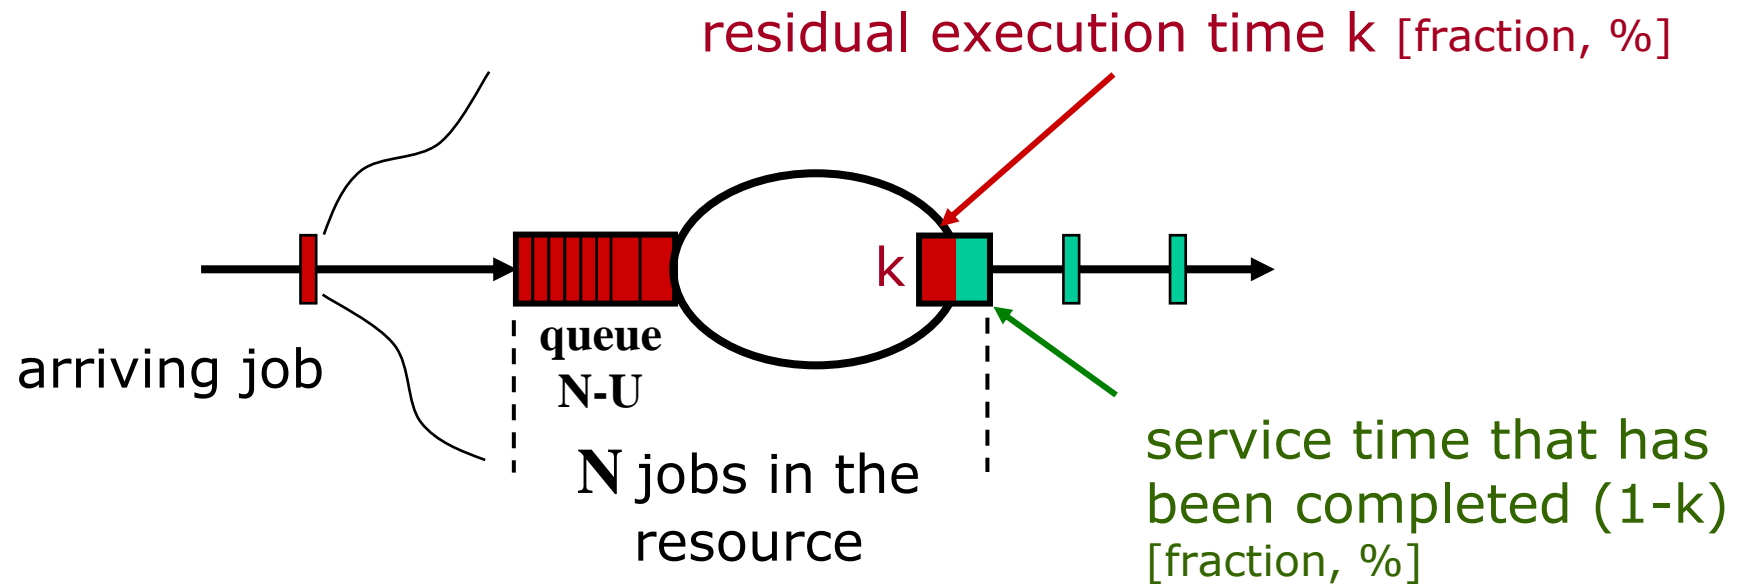 residual execution time k [fraction, %]
k
arriving job
queue
N-U
N jobs in the
resource
service time that has
been completed (1-k)
[fraction, %]